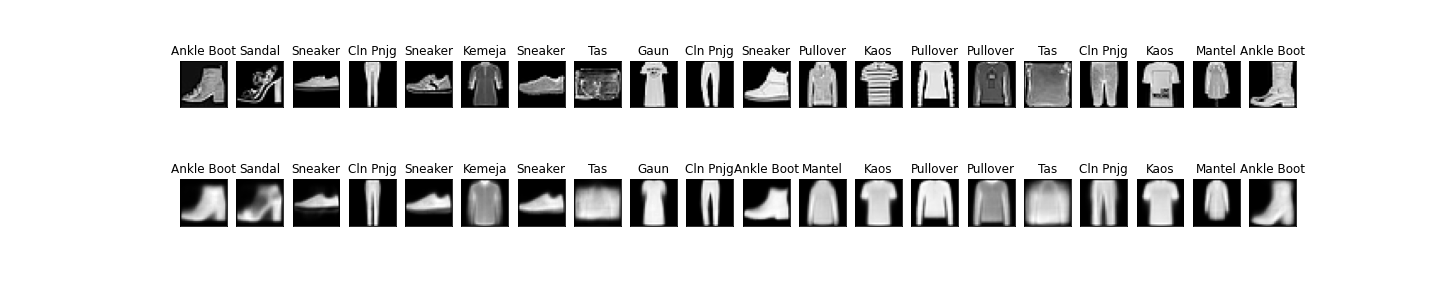 Ankle Boot Sandal Sneaker Cln Pnjg Sneaker Kemeja Sneaker Tas Gaun Cln Pnjg Sneaker Pullover Kaos Pullover Pullover Tas Cln Pnjg Kaos Mantel Ankle Boot
Ankle Boot Sandal Sneaker Cln Pnjg Sneaker Kemeja Sneaker Tas Gaun Cln Pnjg Ankle Boot Mantel Kaos Pullover Pullover Tas Cln Pnjg Kaos Mantel Ankle Boot